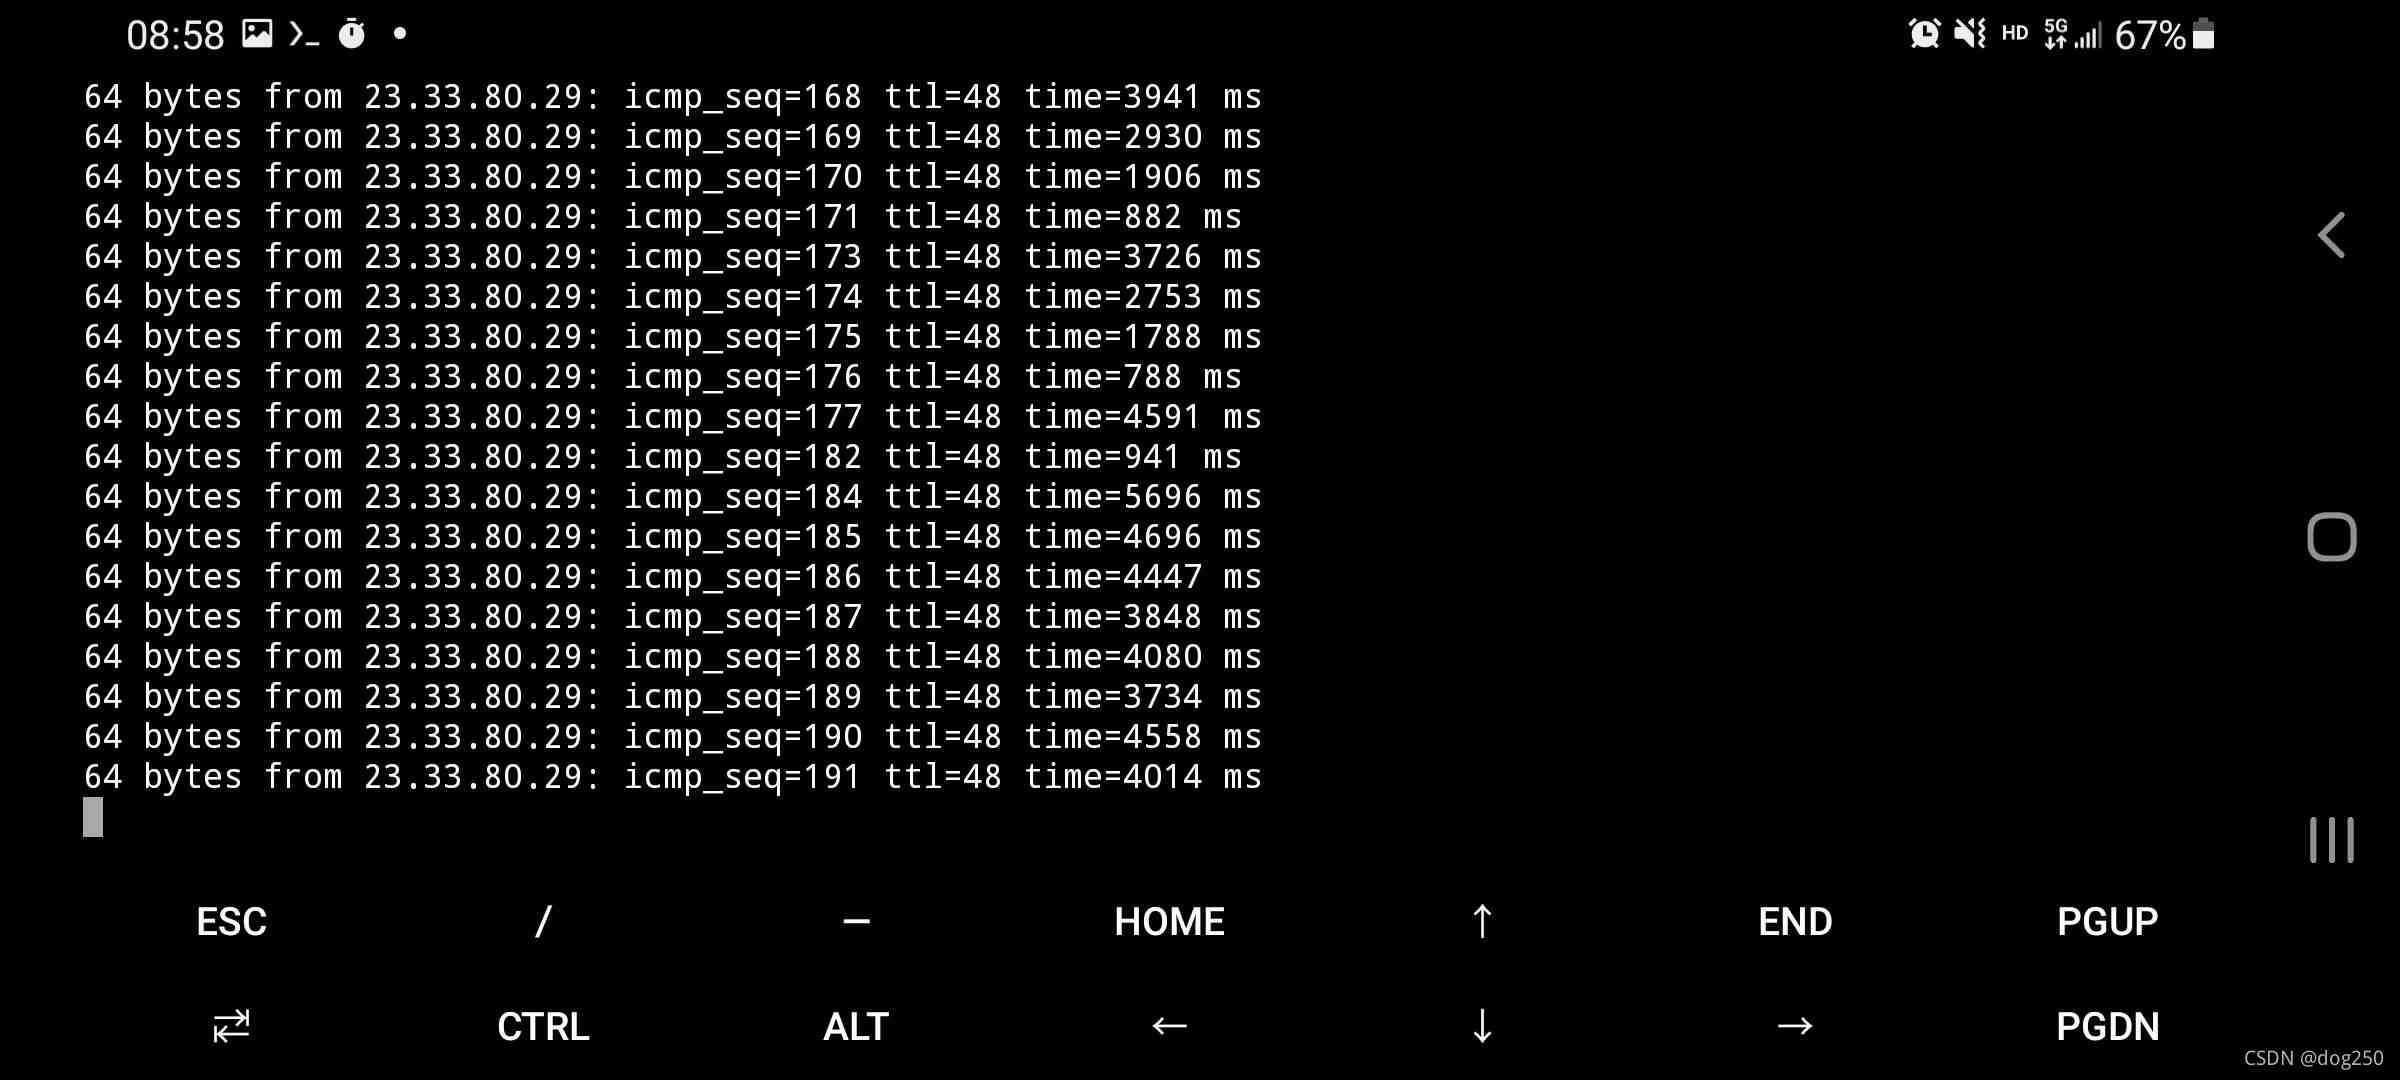 08:58 HD 5G 67%
64 bytes from 23.33.80.29: icmp_seq=168 ttl=48 time=3941 ms
64 bytes from 23.33.80.29: icmp_seq=169 ttl=48 time=2930 ms
64 bytes from 23.33.80.29: icmp_seq=170 ttl=48 time=1906 ms
64 bytes from 23.33.80.29: icmp_seq=171 ttl=48 time=882 ms
64 bytes from 23.33.80.29: icmp_seq=173 ttl=48 time=3726 ms
64 bytes from 23.33.80.29: icmp_seq=174 ttl=48 time=2753 ms
64 bytes from 23.33.80.29: icmp_seq=175 ttl=48 time=1788 ms
64 bytes from 23.33.80.29: icmp_seq=176 ttl=48 time=788 ms
64 bytes from 23.33.80.29: icmp_seq=177 ttl=48 time=4591 ms
64 bytes from 23.33.80.29: icmp_seq=182 ttl=48 time=941 ms
64 bytes from 23.33.80.29: icmp_seq=184 ttl=48 time=5696 ms
64 bytes from 23.33.80.29: icmp_seq=185 ttl=48 time=4696 ms
64 bytes from 23.33.80.29: icmp_seq=186 ttl=48 time=4447 ms
64 bytes from 23.33.80.29: icmp_seq=187 ttl=48 time=3848 ms
64 bytes from 23.33.80.29: icmp_seq=188 ttl=48 time=4080 ms
64 bytes from 23.33.80.29: icmp_seq=189 ttl=48 time=3734 ms
64 bytes from 23.33.80.29: icmp_seq=190 ttl=48 time=4558 ms
64 bytes from 23.33.80.29: icmp_seq=191 ttl=48 time=4014 ms
ESC / — HOME ↑ END PGUP
CTRL ALT ← ↓ → PGDN
CSDN @dog250